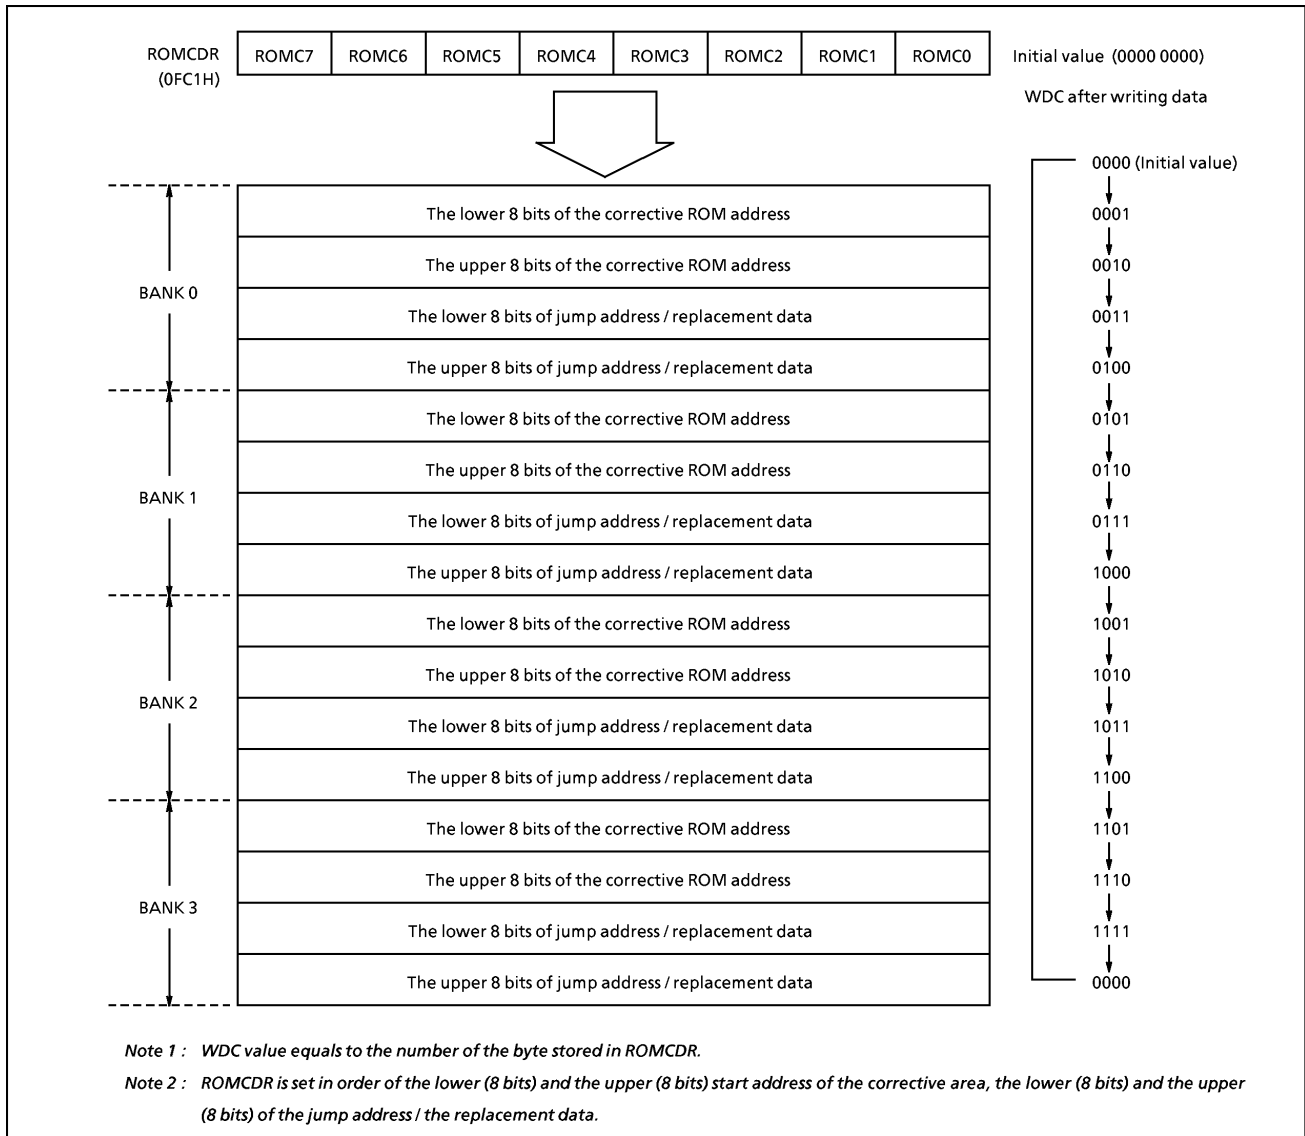 ROMCDR (0FC1H) ROMC7 ROMC6 ROMC5 ROMC4 ROMC3 ROMC2 ROMC1 ROMC0 Initial value (0000 0000)
WDC after writing data
0000 (Initial value)
BANK 0
The lower 8 bits of the corrective ROM address 0001
The upper 8 bits of the corrective ROM address 0010
The lower 8 bits of jump address / replacement data 0011
The upper 8 bits of jump address / replacement data 0100
BANK 1
The lower 8 bits of the corrective ROM address 0101
The upper 8 bits of the corrective ROM address 0110
The lower 8 bits of jump address / replacement data 0111
The upper 8 bits of jump address / replacement data 1000
BANK 2
The lower 8 bits of the corrective ROM address 1001
The upper 8 bits of the corrective ROM address 1010
The lower 8 bits of jump address / replacement data 1011
The upper 8 bits of jump address / replacement data 1100
BANK 3
The lower 8 bits of the corrective ROM address 1101
The upper 8 bits of the corrective ROM address 1110
The lower 8 bits of jump address / replacement data 1111
The upper 8 bits of jump address / replacement data 0000
Note 1 : WDC value equals to the number of the byte stored in ROMCDR.
Note 2 : ROMCDR is set in order of the lower (8 bits) and the upper (8 bits) start address of the corrective area, the lower (8 bits) and the upper
(8 bits) of the jump address / the replacement data.